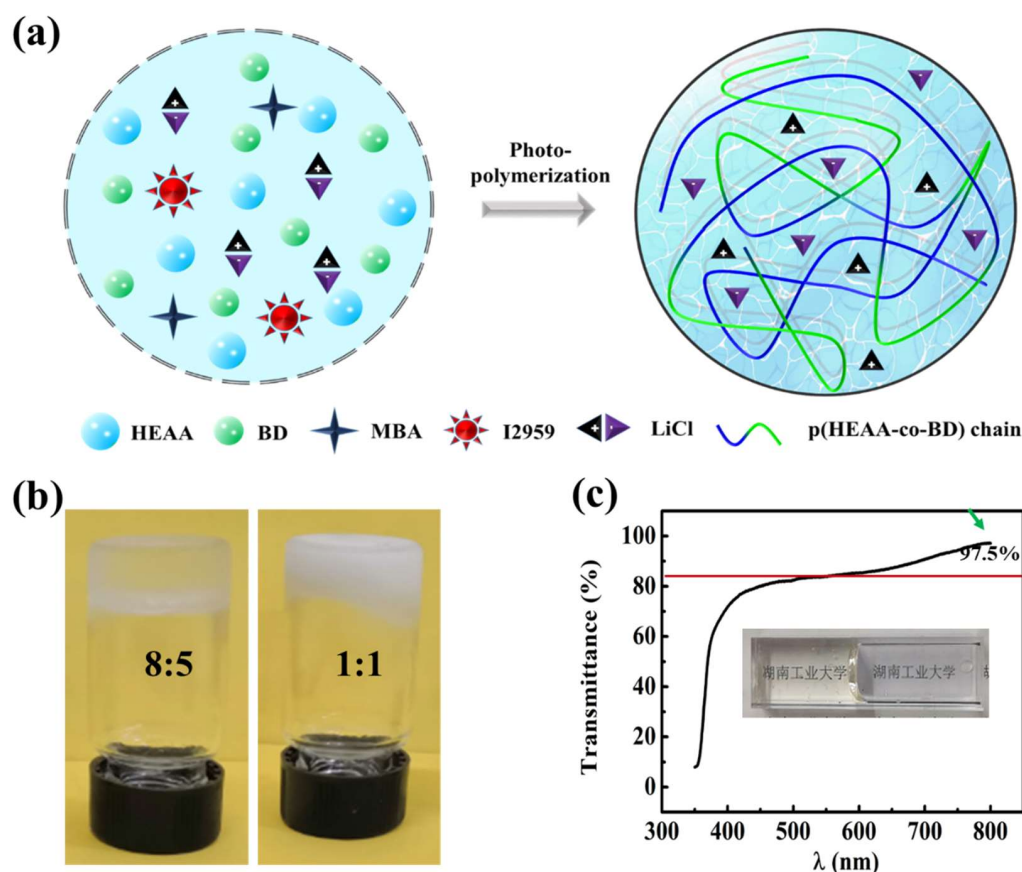 (a)
Photo-
polymerization
HEAA
BD
MBA
I2959
LiCl
p(HEAA-co-BD) chain
(b)
8:5
1:1
(c)
Transmittance (%)
100
80
60
40
20
0
97.5%
湖南工业大学
湖南工业大学
300
400
500
600
700
800
λ (nm)